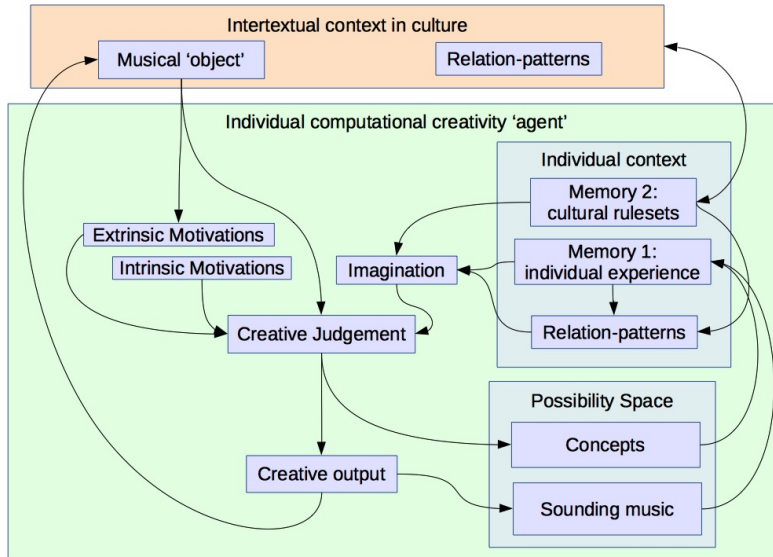 Intertextual context in culture
Musical ‘object’
Relation-patterns
Individual computational creativity ‘agent’
Individual context
Memory 2:
cultural rulesets
Extrinsic Motivations
Intrinsic Motivations
Imagination
Memory 1:
individual experience
Creative Judgement
Relation-patterns
Possibility Space
Concepts
Creative output
Sounding music